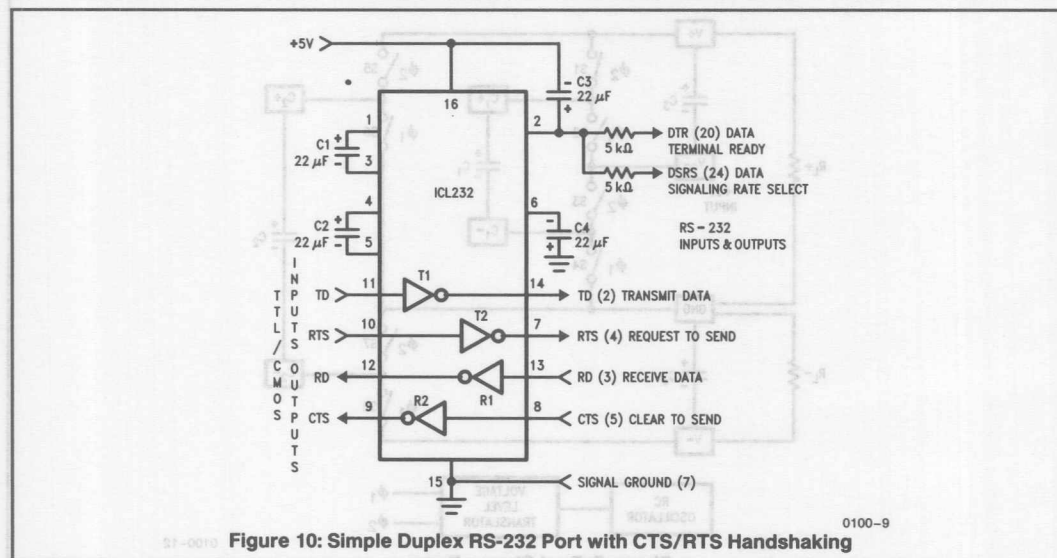 +5V
16
C3
22 μF
-
+
1
2
DTR (20) DATA
TERMINAL READY
5 kΩ
C1
22 μF
+
-
3
DSRS (24) DATA
SIGNALING RATE SELECT
5 kΩ
ICL232
4
6
C2
22 μF
+
-
5
C4
22 μF
-
+
RS-232
INPUTS & OUTPUTS
TTL/CMOS
INPUTS OUTPUTS
TD
11
T1
14
TD (2) TRANSMIT DATA
RTS
10
T2
7
RTS (4) REQUEST TO SEND
RD
12
R1
13
RD (3) RECEIVE DATA
CTS
9
R2
8
CTS (5) CLEAR TO SEND
15
SIGNAL GROUND (7)
0100-9
Figure 10: Simple Duplex RS-232 Port with CTS/RTS Handshaking